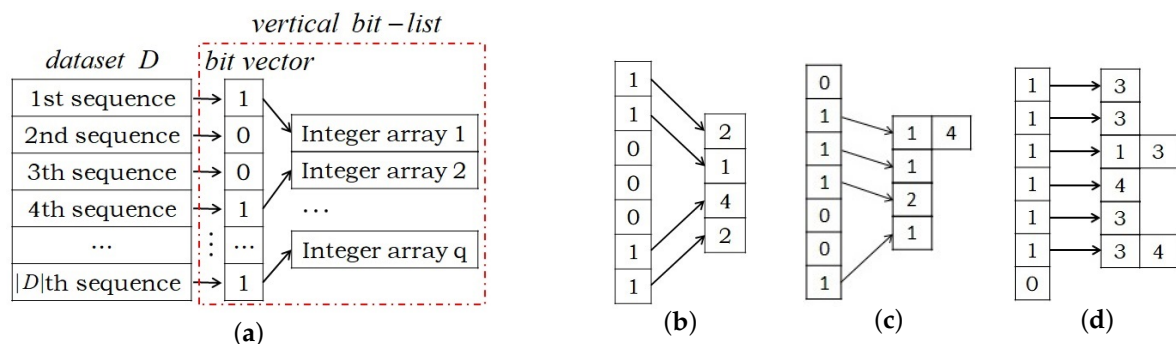 vertical bit – list
dataset D
bit vector
1st sequence
1
Integer array 1
2nd sequence
0
3th sequence
0
Integer array 2
4th sequence
1
...
...
⋮
...
Integer array q
|D|th sequence
1
(a)
1
1
0
0
0
1
1
2
1
4
2
(b)
0
1
1
1
0
0
1
1 4
1
2
1
(c)
1
1
1
1
1
1
0
3
3
1 3
4
3
3 4
(d)